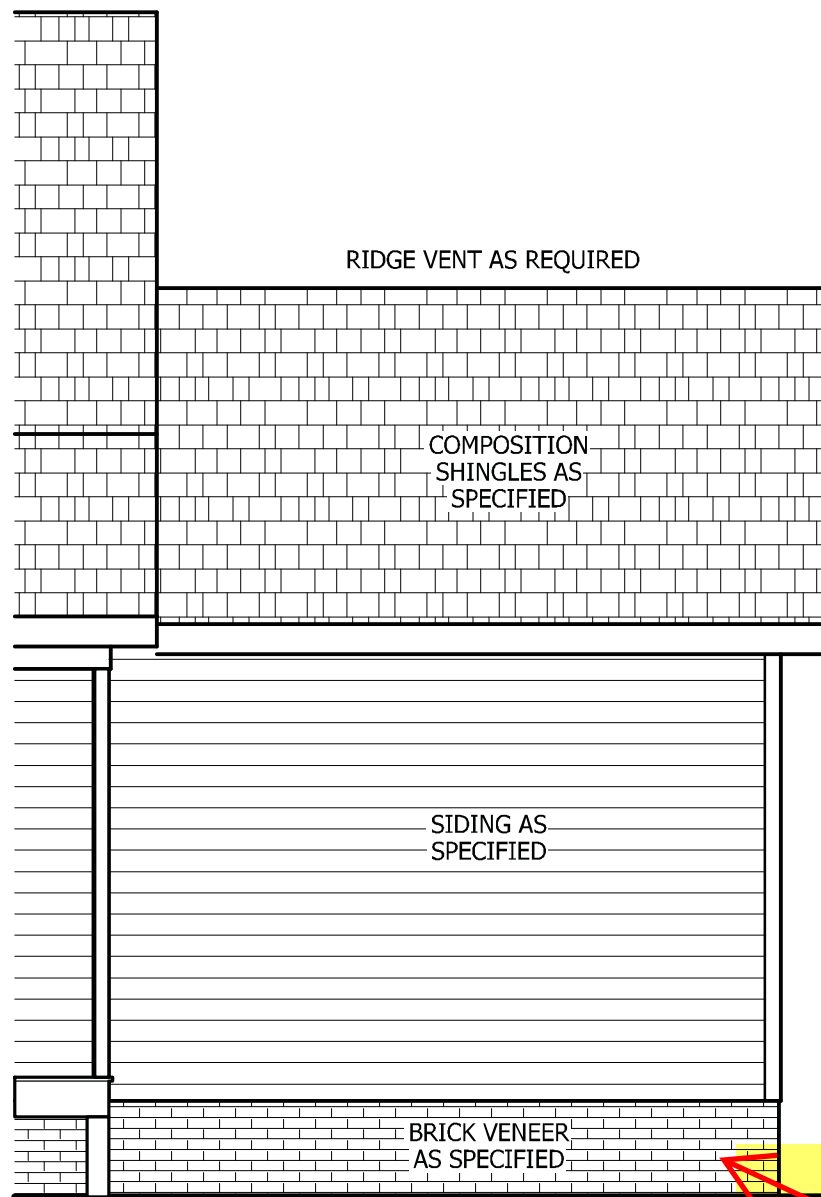 RIDGE VENT AS REQUIRED
COMPOSITION
SHINGLES AS
SPECIFIED
SIDING AS
SPECIFIED
BRICK VENEER
AS SPECIFIED